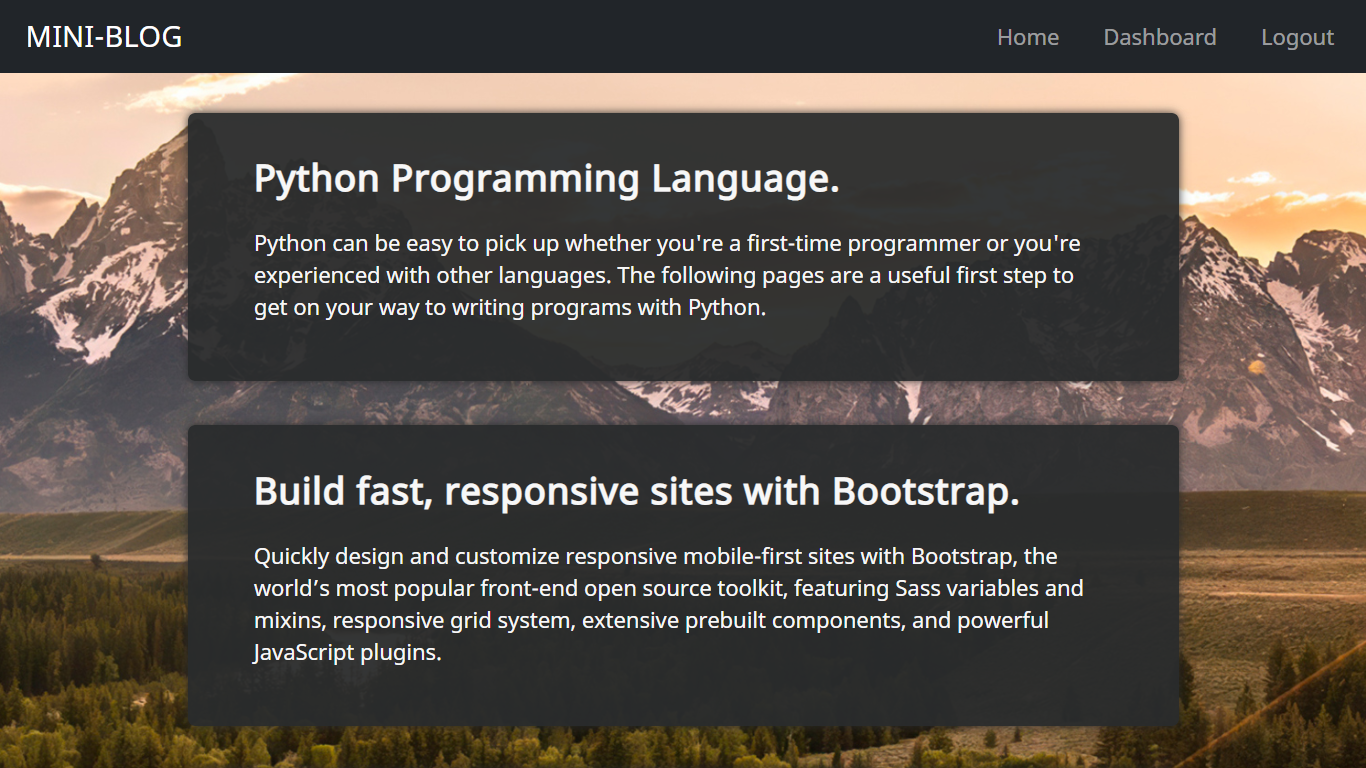 MINI-BLOG
Home Dashboard Logout
Python Programming Language.
Python can be easy to pick up whether you're a first-time programmer or you're
experienced with other languages. The following pages are a useful first step to
get on your way to writing programs with Python.
Build fast, responsive sites with Bootstrap.
Quickly design and customize responsive mobile-first sites with Bootstrap, the
world’s most popular front-end open source toolkit, featuring Sass variables and
mixins, responsive grid system, extensive prebuilt components, and powerful
JavaScript plugins.